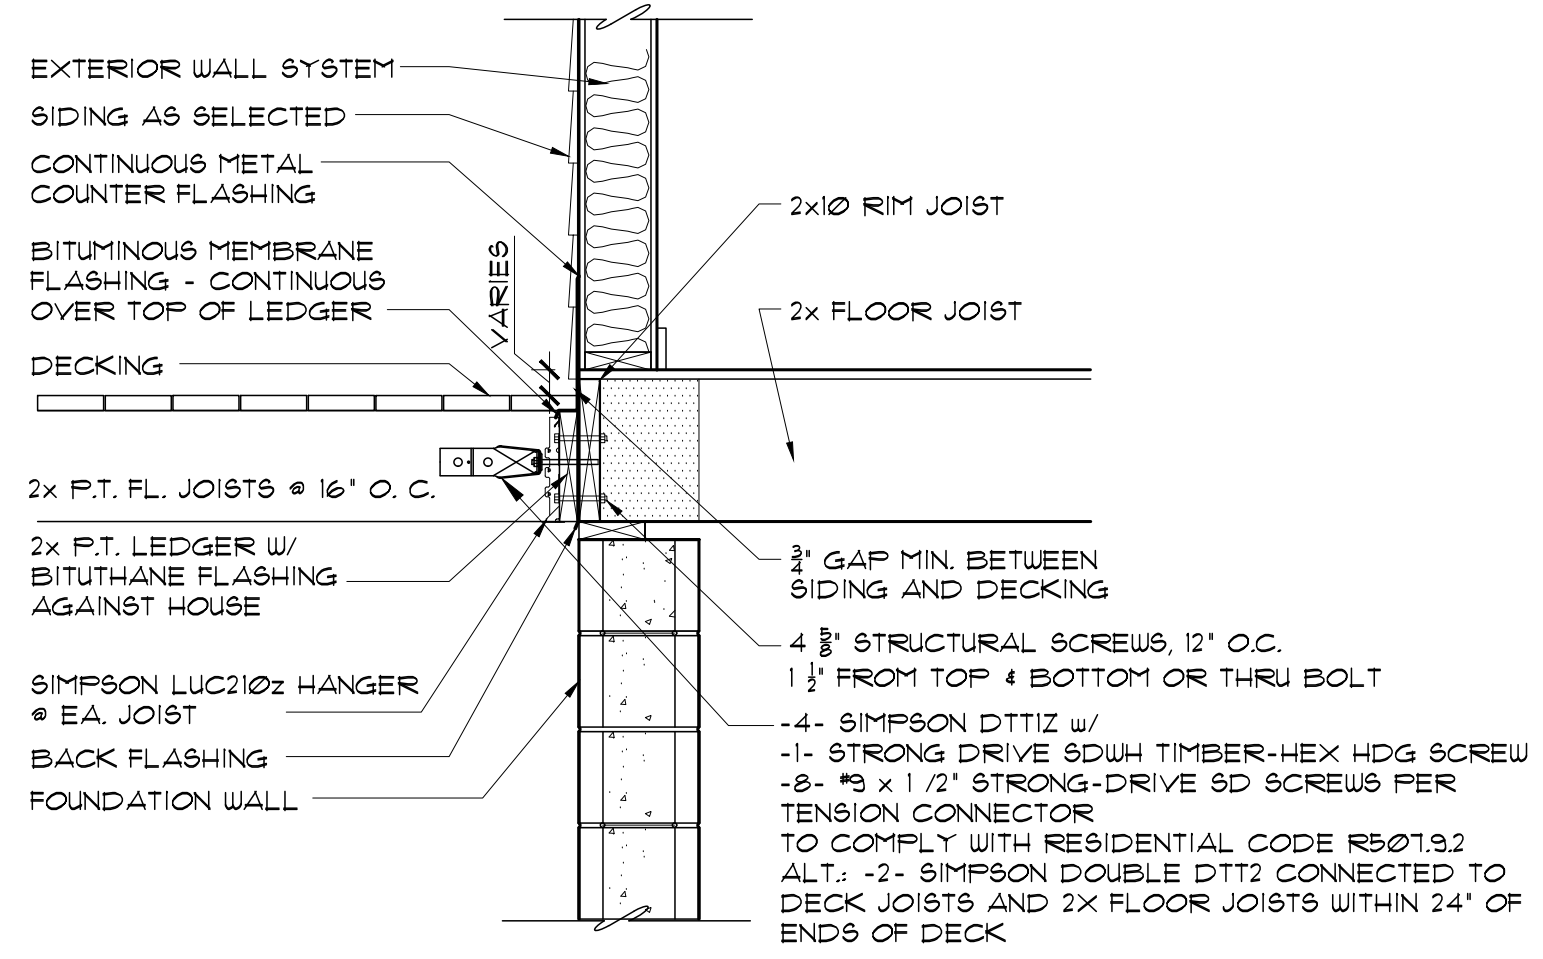 EXTERIOR WALL SYSTEM
SIDING AS SELECTED
CONTINUOUS METAL
COUNTER FLASHING
BITUMINOUS MEMBRANE
FLASHING - CONTINUOUS
OVER TOP OF LEDGER
DECKING
VARIES
2x P.T. FL. JOISTS @ 16" O. C.
2x P.T. LEDGER W/
BITUTHANE FLASHING
AGAINST HOUSE
SIMPSON LUC210z HANGER
@ EA. JOIST
BACK FLASHING
FOUNDATION WALL
2x10 RIM JOIST
2x FLOOR JOIST
3/4" GAP MIN. BETWEEN
SIDING AND DECKING
4 5/8" STRUCTURAL SCREWS, 12" O.C.
1 1/2" FROM TOP & BOTTOM OR THRU BOLT
-4- SIMPSON DTT1Z w/
-1- STRONG DRIVE SDWH TIMBER-HEX HDG SCREW
-8- #9 x 1 /2" STRONG-DRIVE SD SCREWS PER
TENSION CONNECTOR
TO COMPLY WITH RESIDENTIAL CODE R507.9.2
ALT.: -2- SIMPSON DOUBLE DTT2 CONNECTED TO
DECK JOISTS AND 2X FLOOR JOISTS WITHIN 24" OF
ENDS OF DECK